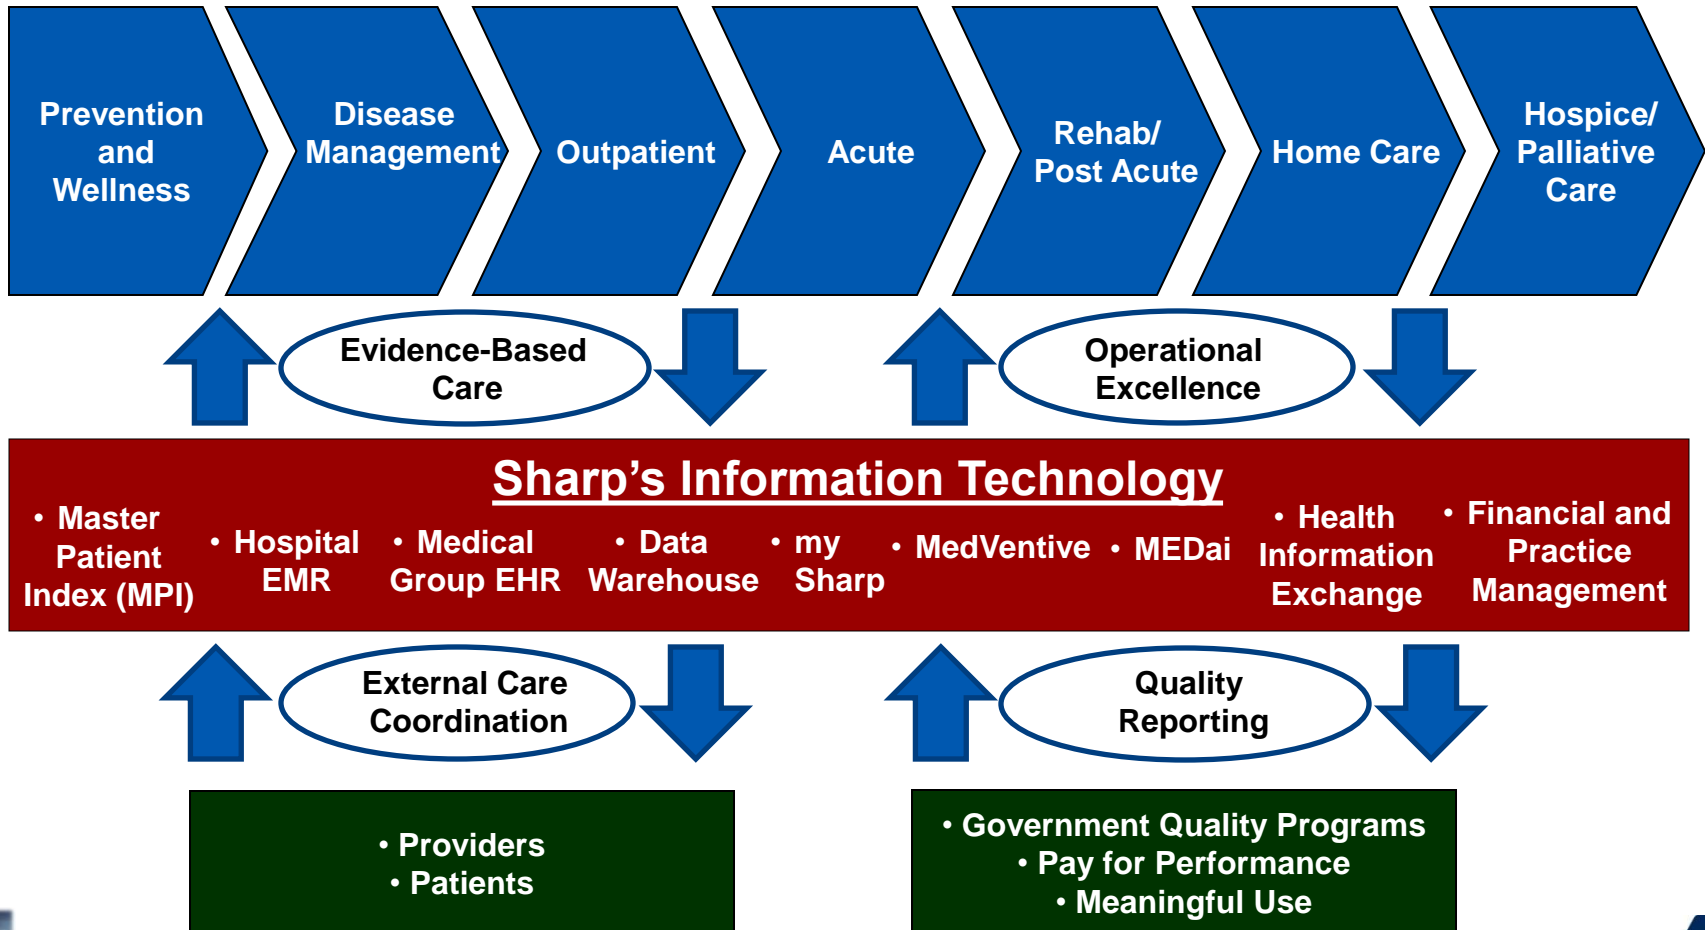 Prevention
and
Wellness
Disease
Management
Outpatient
Acute
Rehab/
Post Acute
Home Care
Hospice/
Palliative
Care
Evidence-Based
Care
Operational
Excellence
Sharp’s Information Technology
• Master
Patient
Index (MPI)
• Hospital
EMR
• Medical
Group EHR
• Data
Warehouse
• my
Sharp
• MedVentive
• MEDai
• Health
Information
Exchange
• Financial and
Practice
Management
External Care
Coordination
Quality
Reporting
• Providers
• Patients
• Government Quality Programs
• Pay for Performance
• Meaningful Use